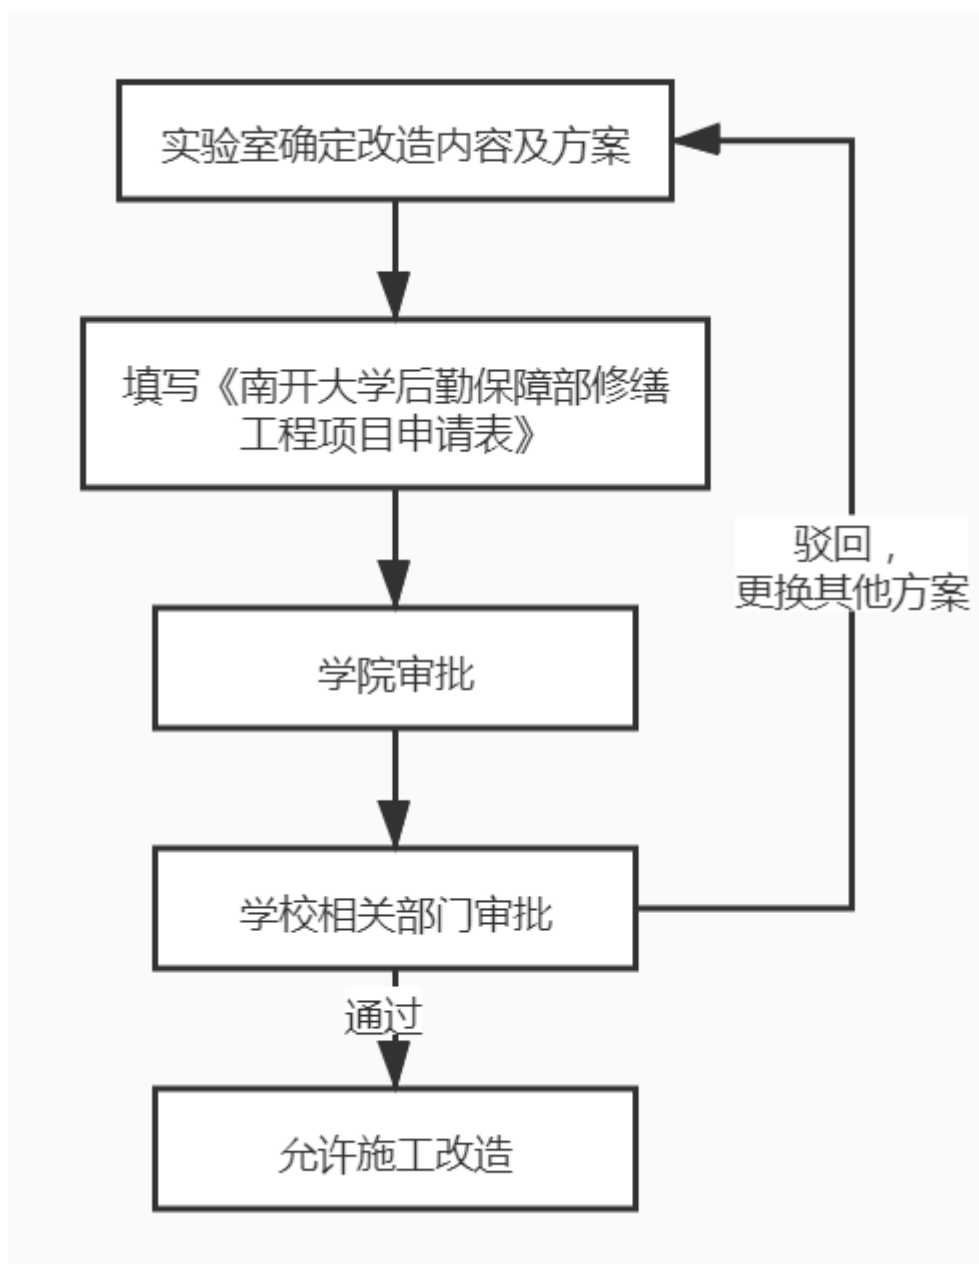 实验室确定改造内容及方案
填写《南开大学后勤保障部修缮
工程项目申请表》
驳回，
更换其他方案
学院审批
学校相关部门审批
通过
允许施工改造